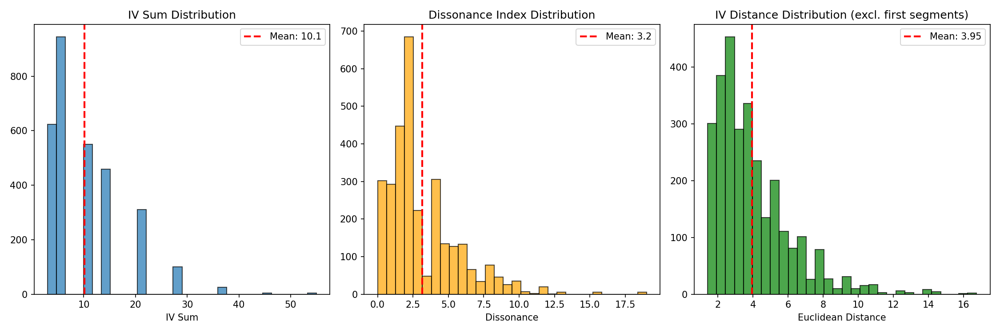 IV Sum Distribution
Mean: 10.1
800
600
400
200
0
10 20 30 40 50
IV Sum
Dissonance Index Distribution
Mean: 3.2
700
600
500
400
300
200
100
0
0.0 2.5 5.0 7.5 10.0 12.5 15.0 17.5
Dissonance
IV Distance Distribution (excl. first segments)
Mean: 3.95
400
300
200
100
0
2 4 6 8 10 12 14 16
Euclidean Distance